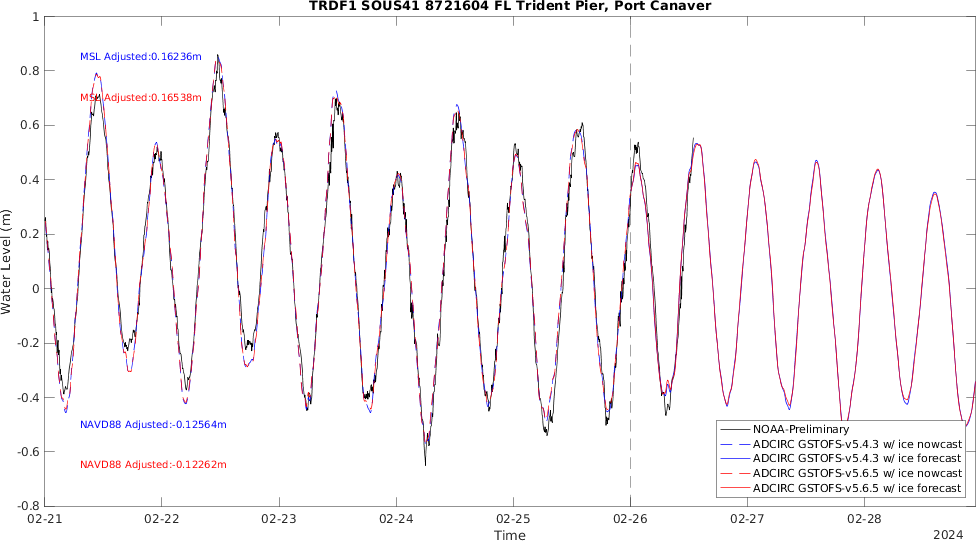 TRDF1 SOUS41 8721604 FL Trident Pier, Port Canaver
1
0.8
0.6
0.4
0.2
0
-0.2
-0.4
-0.6
-0.8
Water Level (m)
MSL Adjusted:0.16236m
MSL Adjusted:0.16538m
NAVD88 Adjusted:-0.12564m
NAVD88 Adjusted:-0.12262m
NOAA-Preliminary
ADCIRC GSTOFS-v5.4.3 w/ ice nowcast
ADCIRC GSTOFS-v5.4.3 w/ ice forecast
ADCIRC GSTOFS-v5.6.5 w/ ice nowcast
ADCIRC GSTOFS-v5.6.5 w/ ice forecast
02-21 02-22 02-23 02-24 02-25 02-26 02-27 02-28
Time
2024